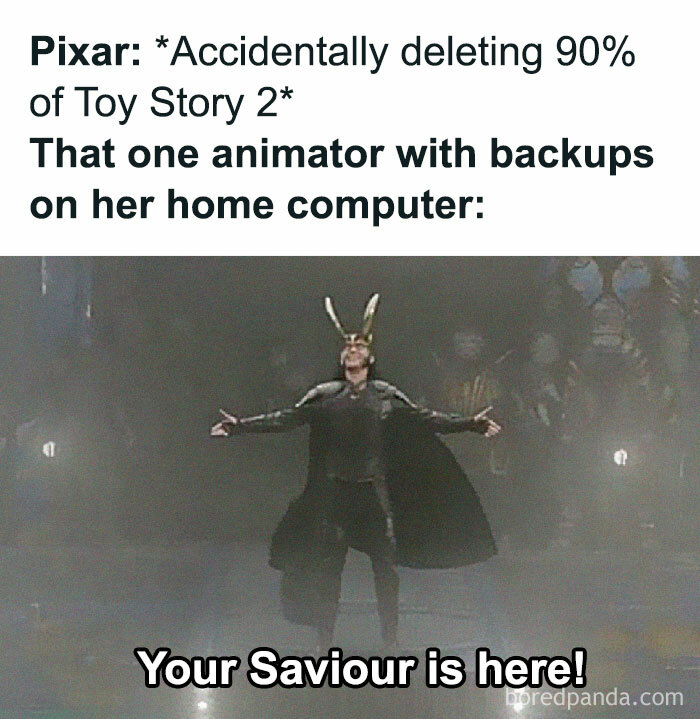 Pixar: *Accidentally deleting 90%
of Toy Story 2*
That one animator with backups
on her home computer:
Your Saviour is here!
boredpanda.com